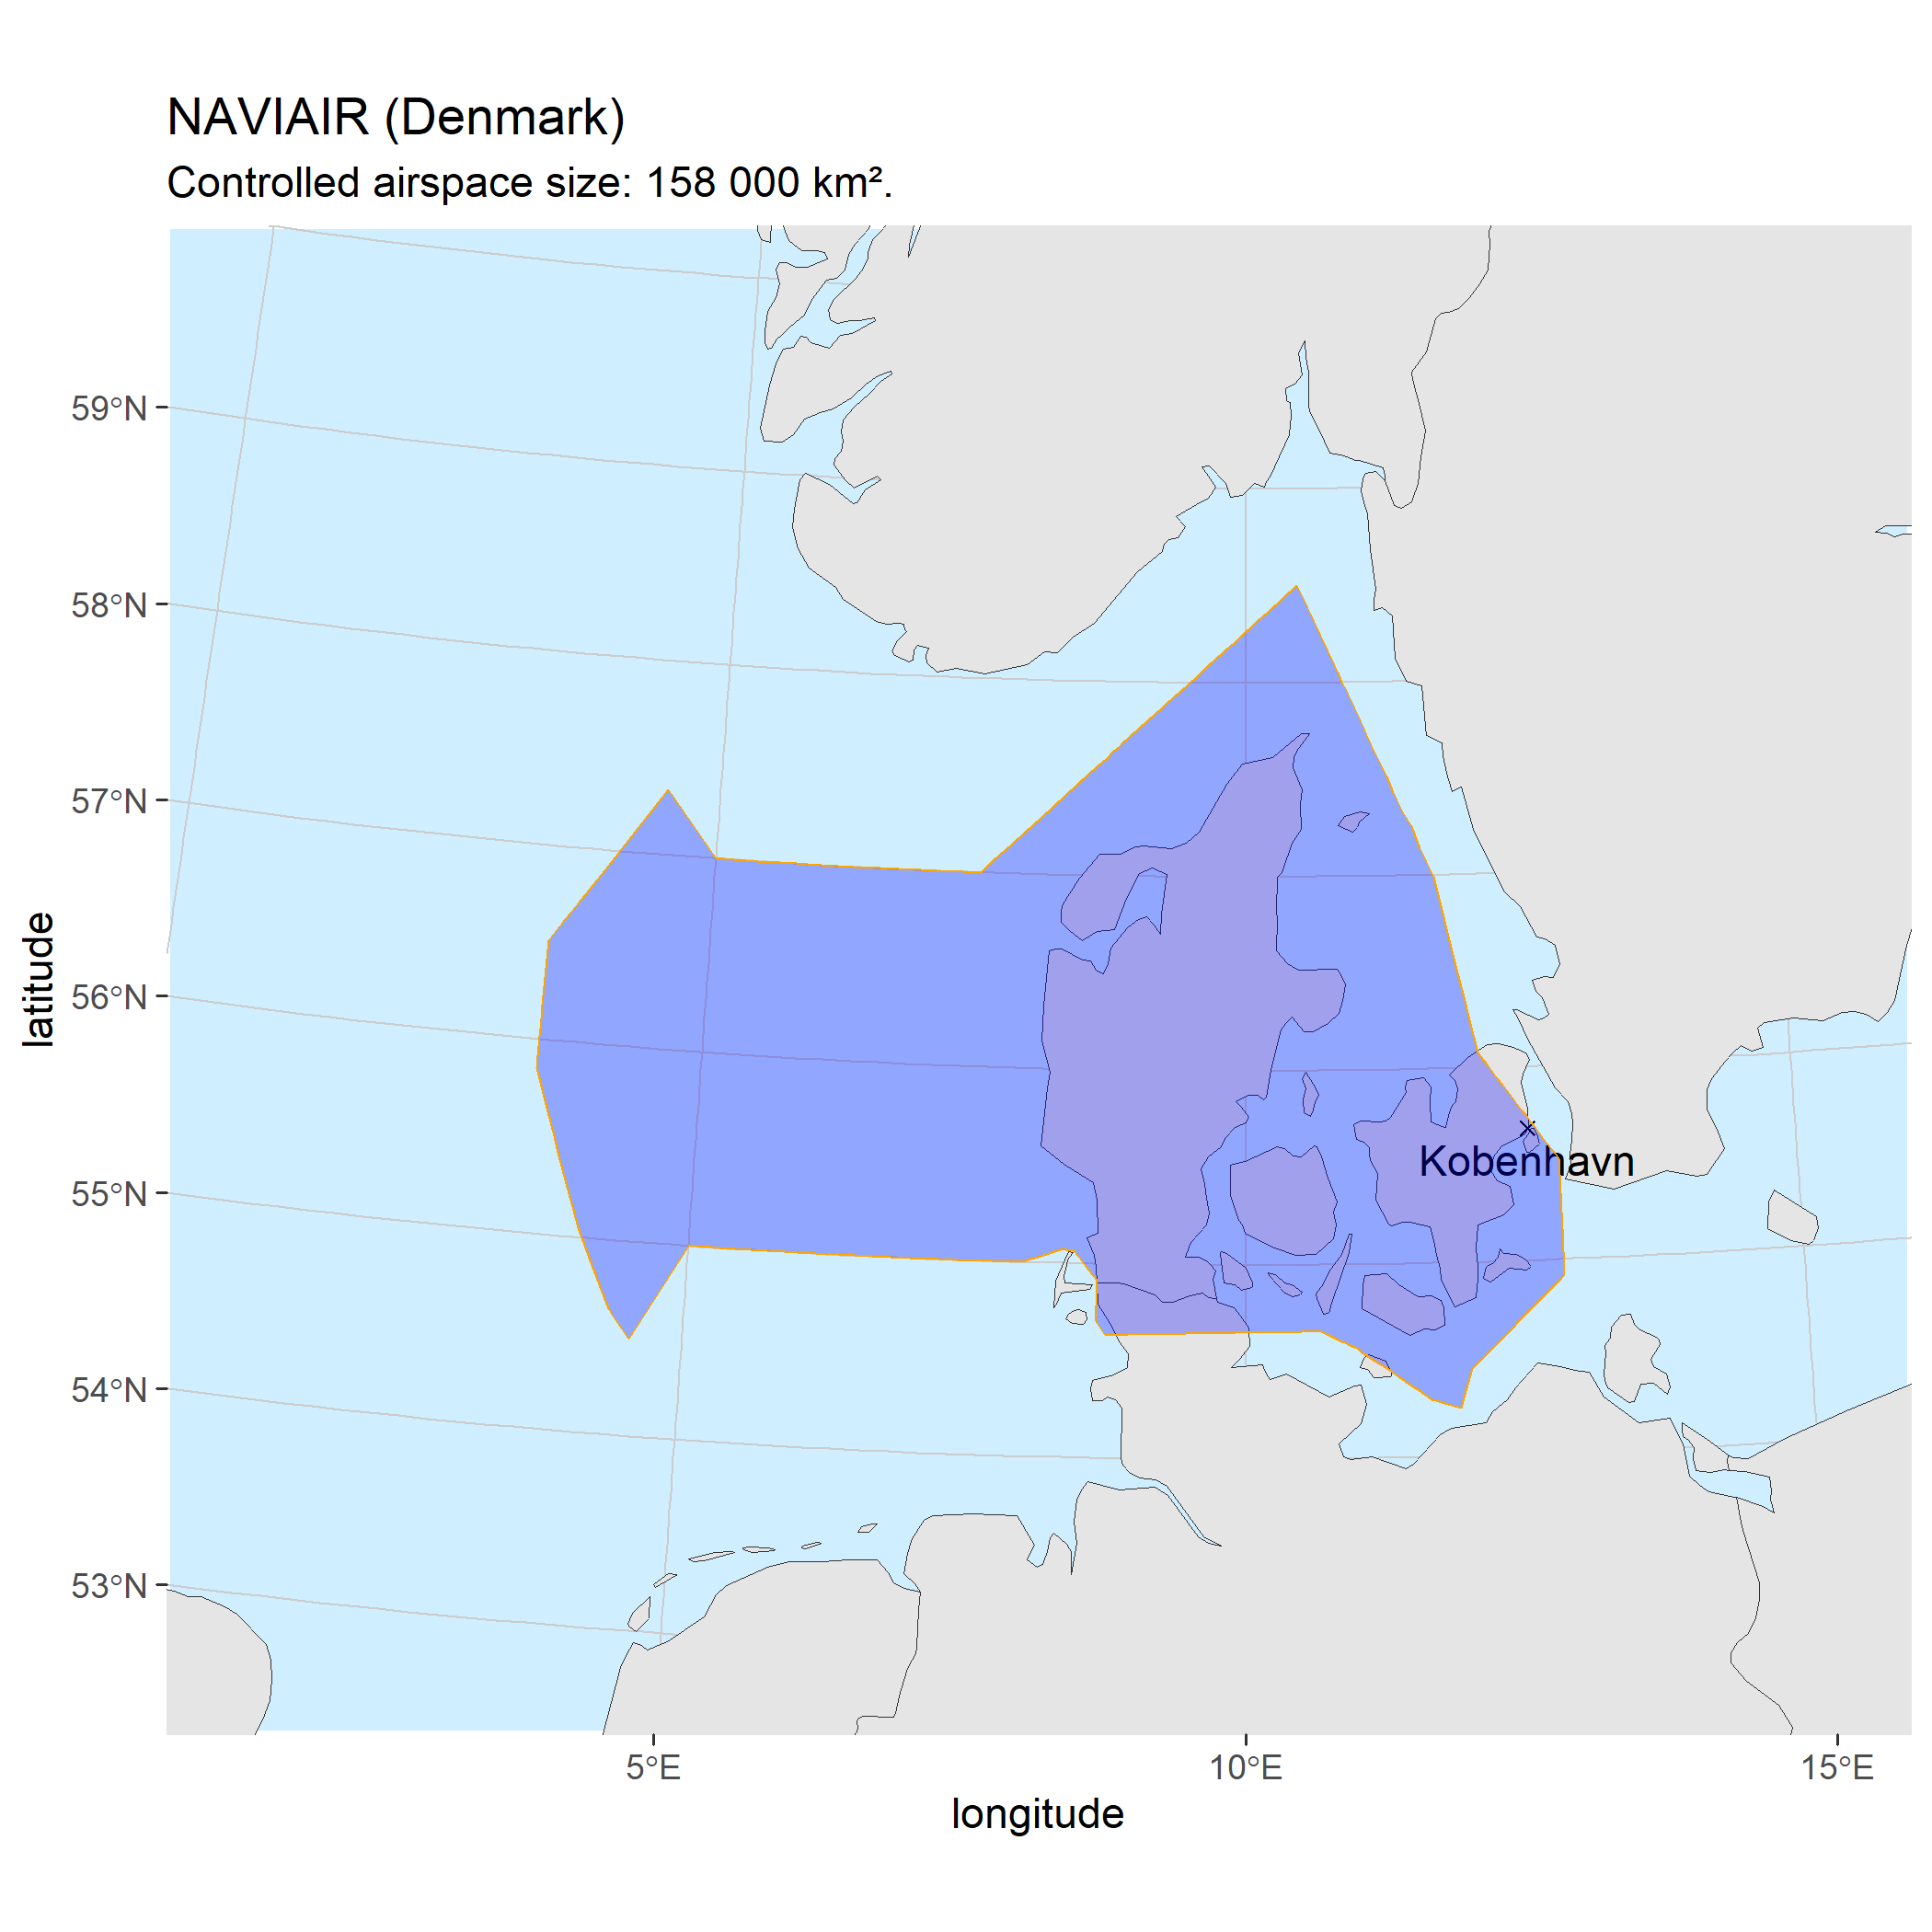 NAVIAIR (Denmark)
Controlled airspace size: 158 000 km².
59°N
58°N
57°N
56°N
55°N
54°N
53°N
latitude
Kobenhavn
5°E
10°E
15°E
longitude